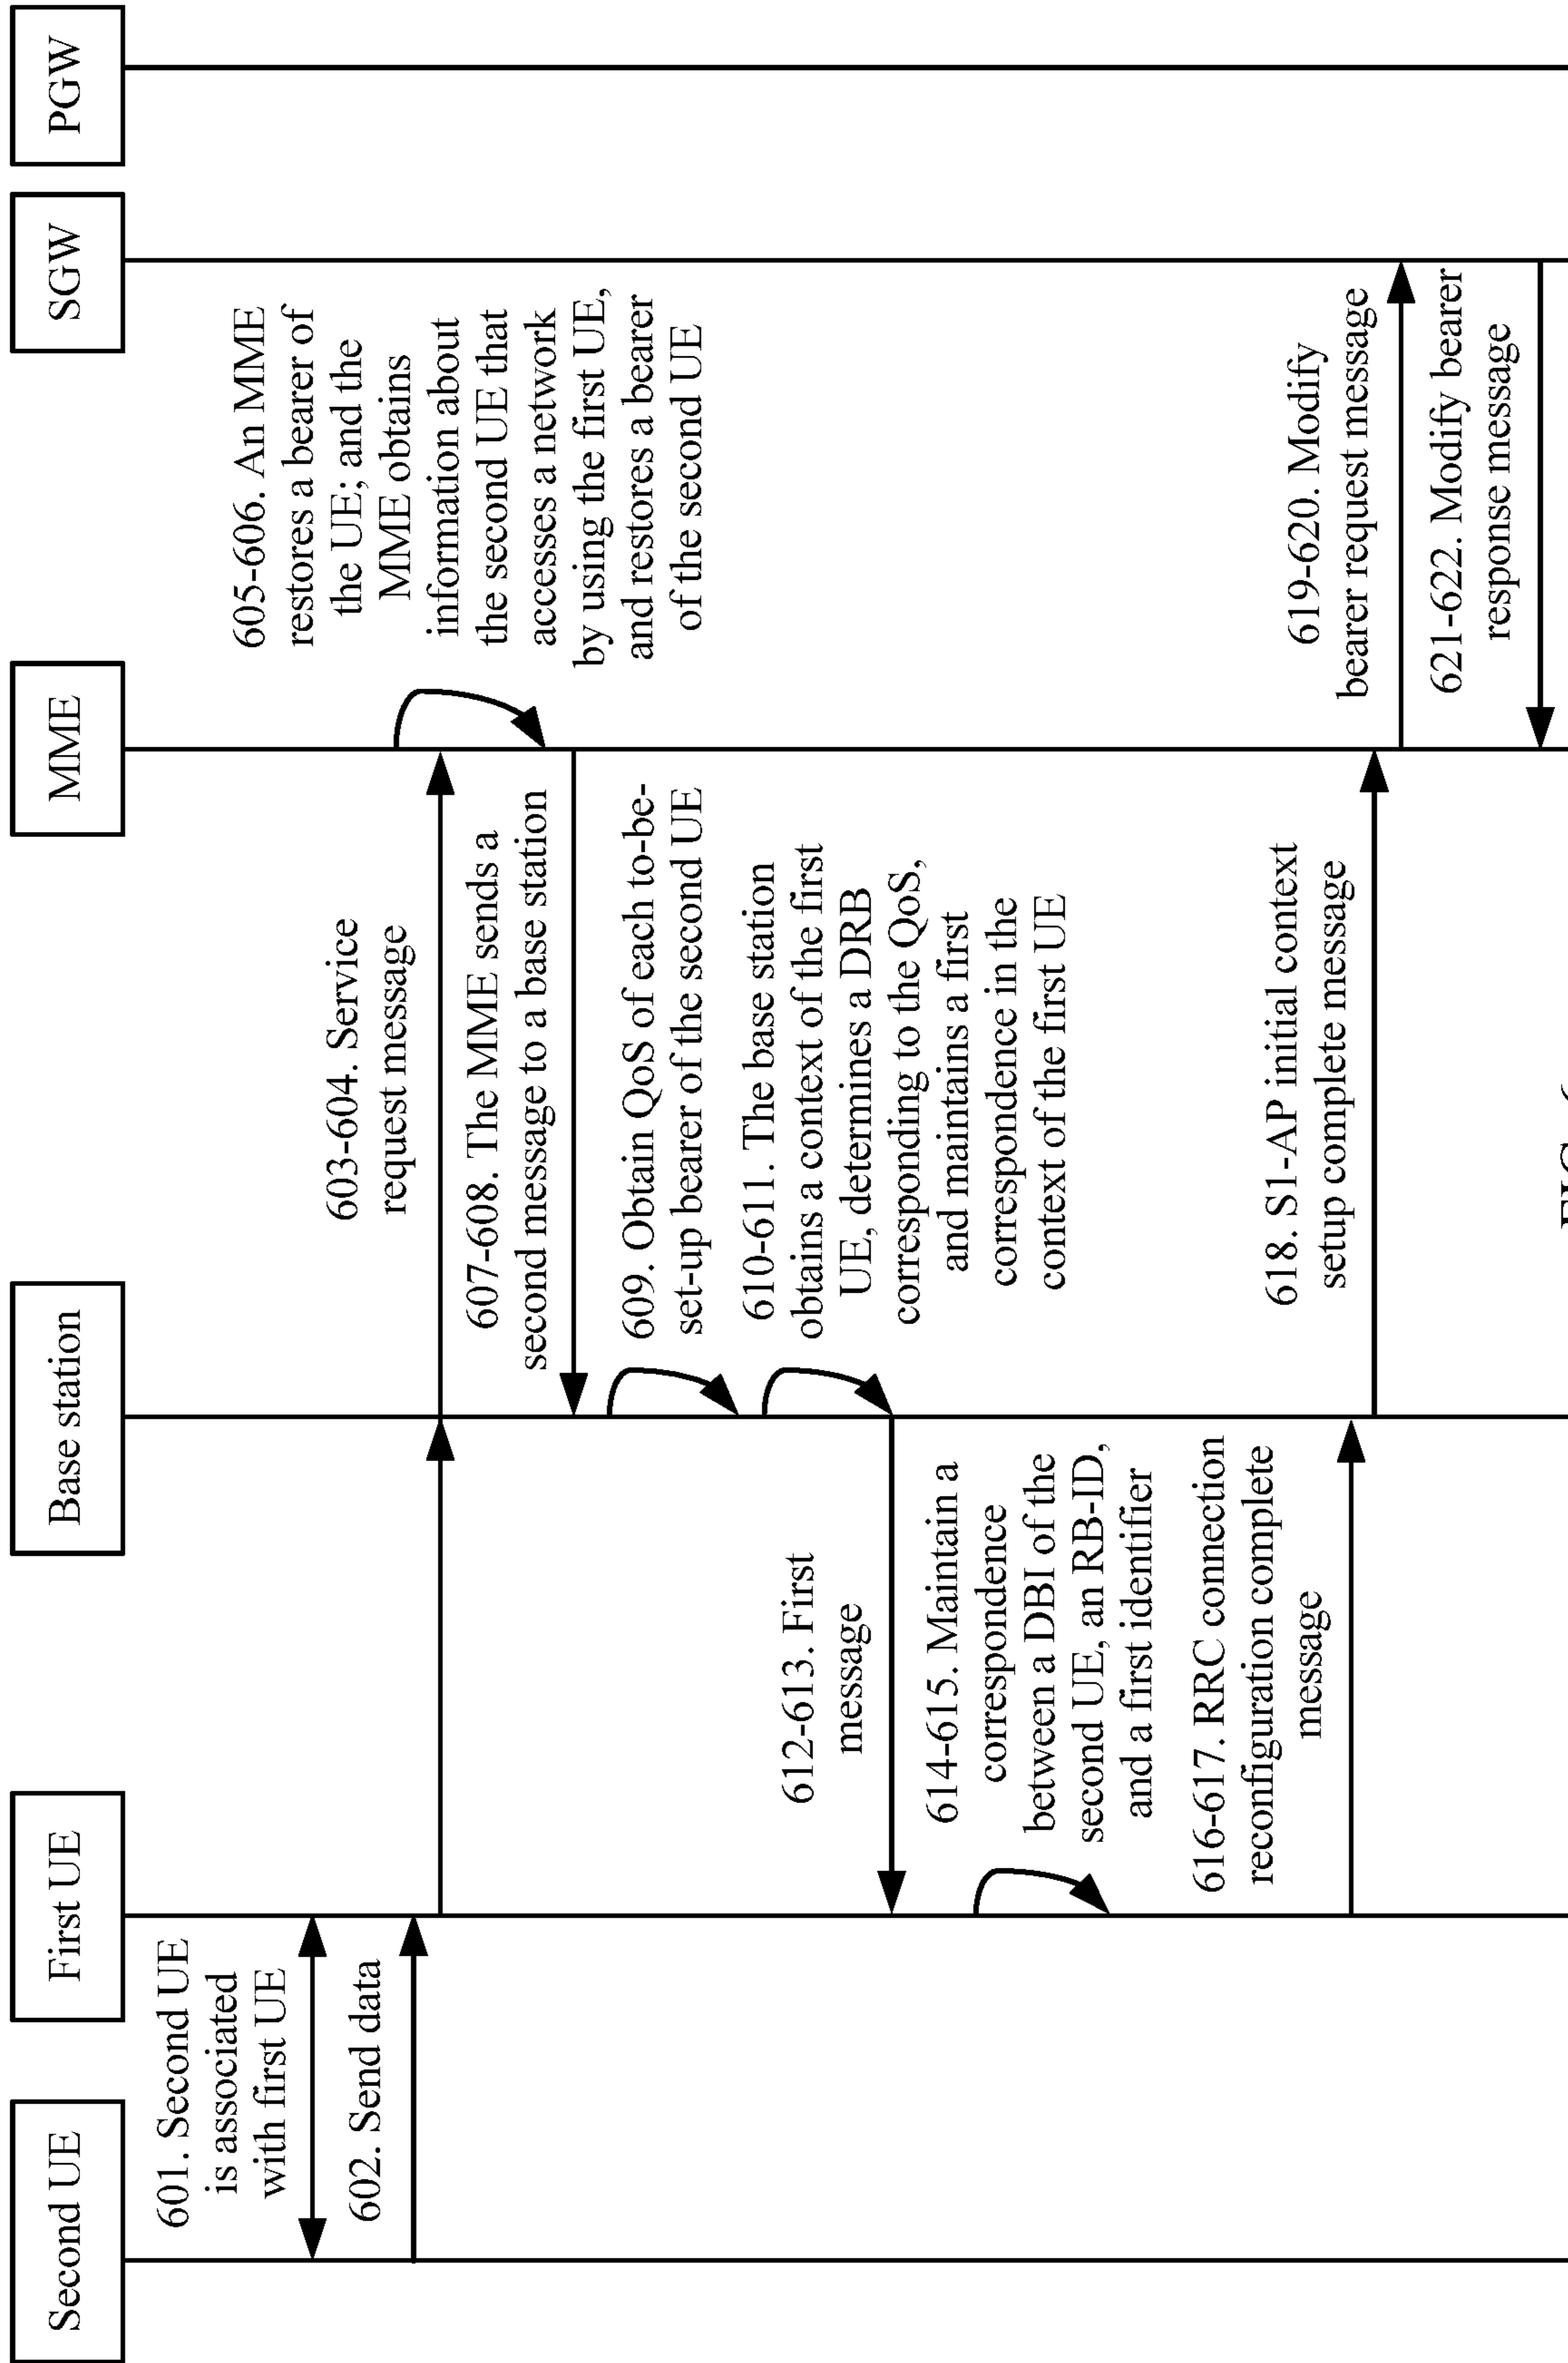 Second UE
First UE
Base station
MME
SGW
PGW
601. Second UE
is associated
with first UE
602. Send data
603-604. Service
request message
605-606. An MME
restores a bearer of
the UE; and the
MME obtains
information about
the second UE that
accesses a network
by using the first UE,
and restores a bearer
of the second UE
607-608. The MME sends a
second message to a base station
609. Obtain QoS of each to-be-
set-up bearer of the second UE
610-611. The base station
obtains a context of the first
UE, determines a DRB
corresponding to the QoS,
and maintains a first
correspondence in the
context of the first UE
612-613. First
message
614-615. Maintain a
correspondence
between a DBI of the
second UE, an RB-ID,
and a first identifier
616-617. RRC connection
reconfiguration complete
message
618. S1-AP initial context
setup complete message
619-620. Modify
bearer request message
621-622. Modify bearer
response message